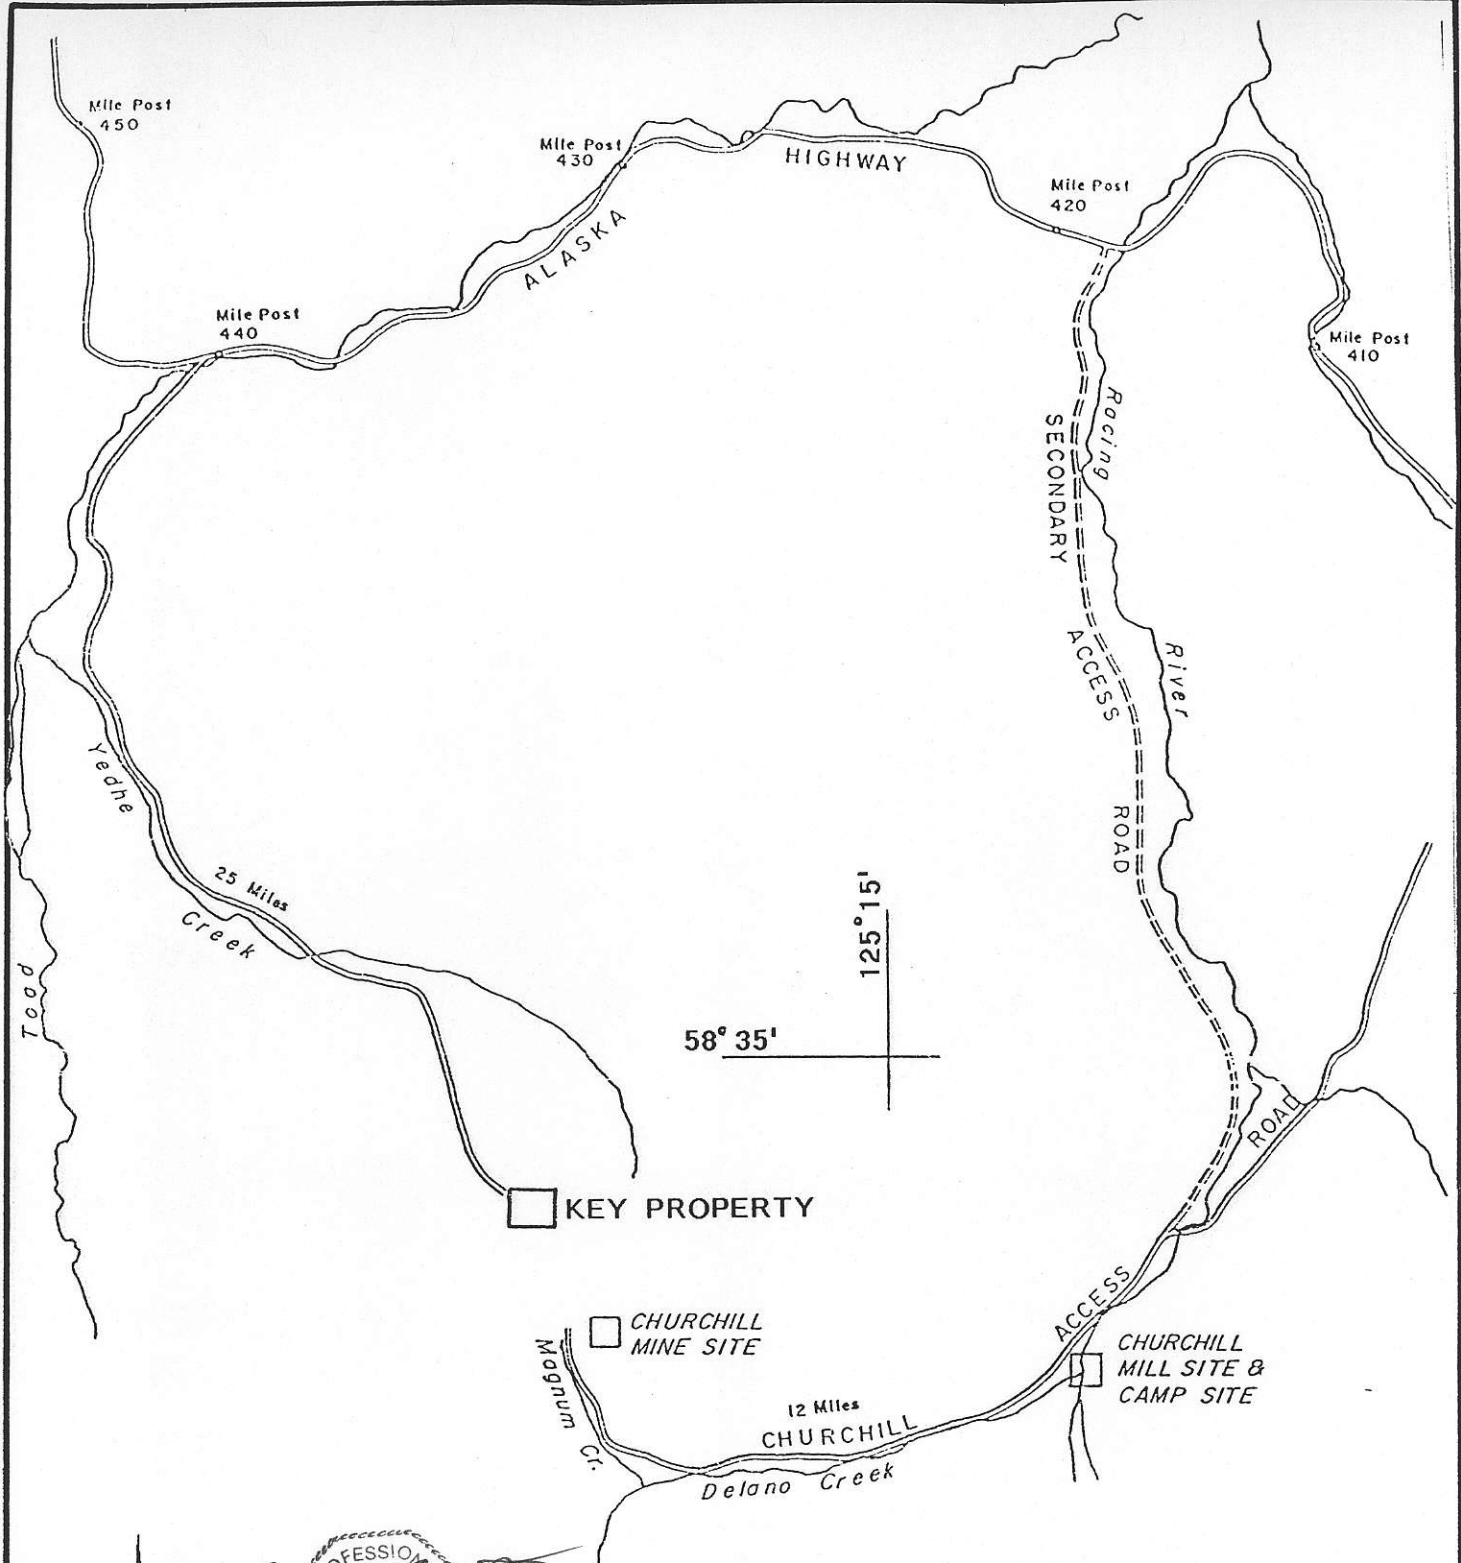 Mile Post
450
Mile Post
430
HIGHWAY
Mile Post
420
ALASKA
Mile Post
440
Mile Post
410
Racing
SECONDARY
ACCESS
River
Yedhe
ROAD
25 Miles
Creek
125°15'
Toad
58° 35'
ROAD
KEY PROPERTY
ACCESS
CHURCHILL
MINE SITE
CHURCHILL
MILL SITE &
CAMP SITE
Magnum Cr.
12 Miles
CHURCHILL
Delano Creek